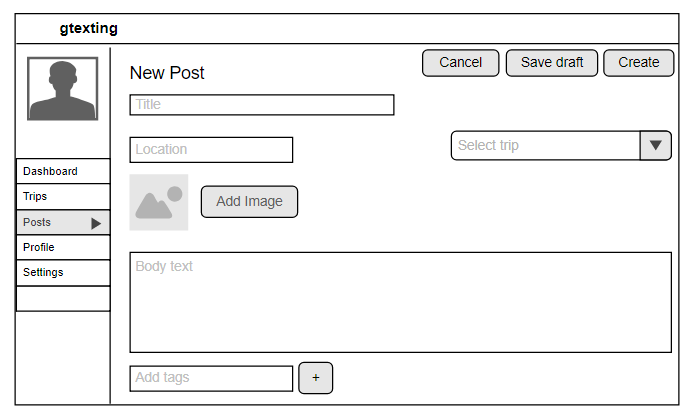 gtexting
New Post
Cancel
Save draft
Create
Title
Location
Select trip
Dashboard
Trips
Posts
Profile
Settings
Add Image
Body text
Add tags
+